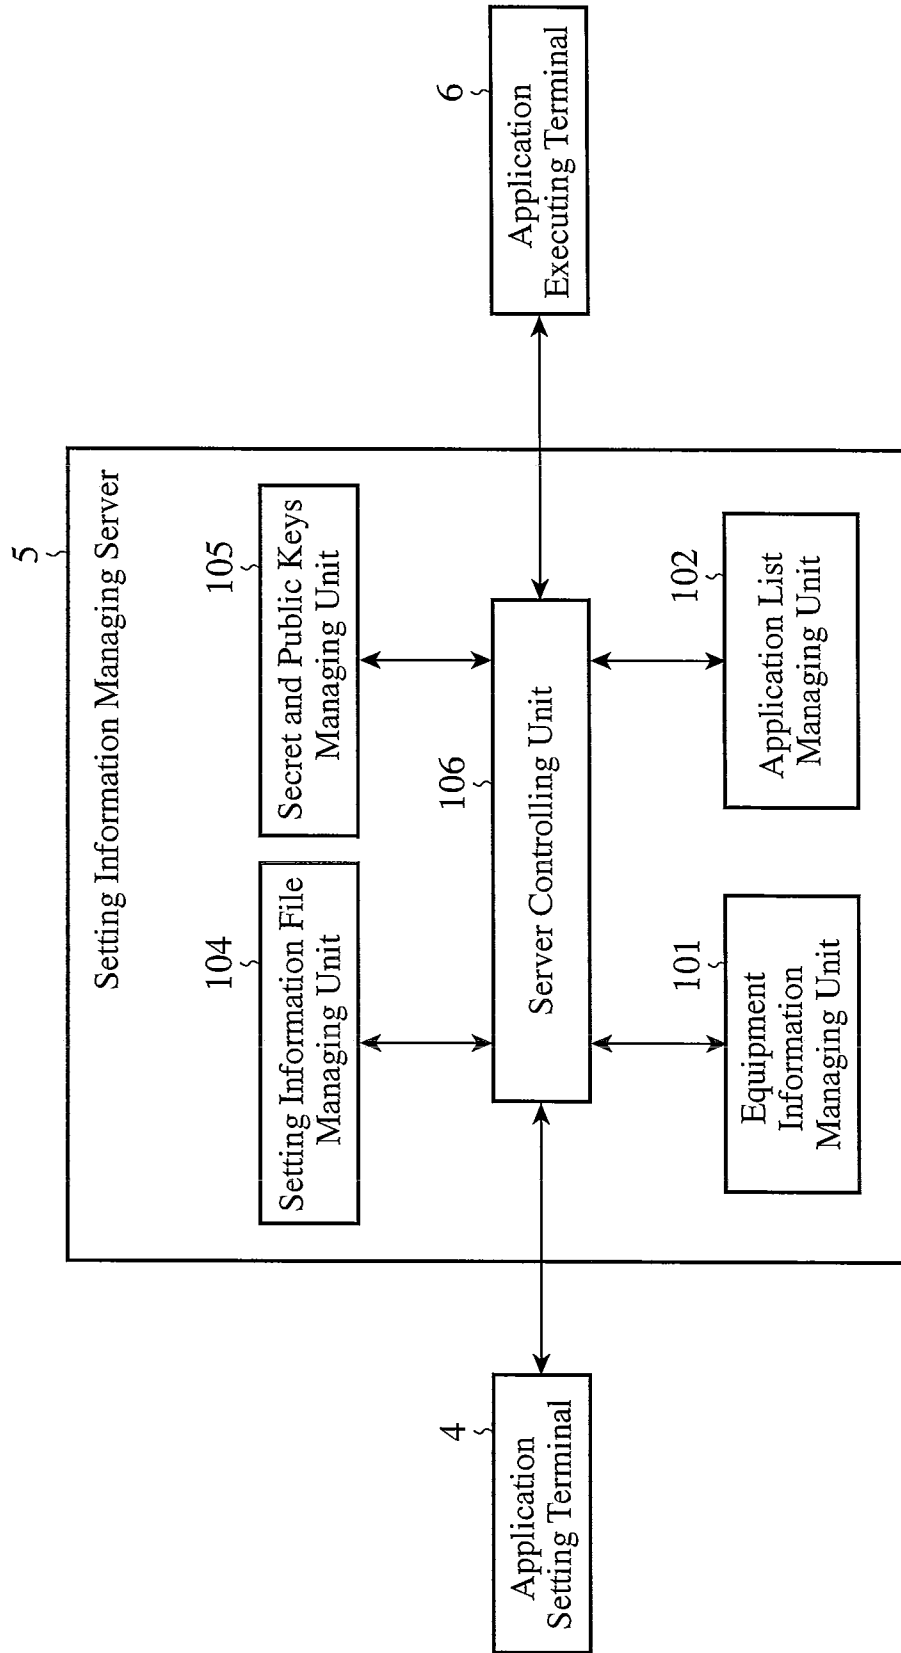 5
Setting Information Managing Server
104
Setting Information File
Managing Unit
105
Secret and Public Keys
Managing Unit
4
Application
Setting Terminal
106
Server Controlling Unit
6
Application
Executing Terminal
101
Equipment
Information
Managing Unit
102
Application List
Managing Unit